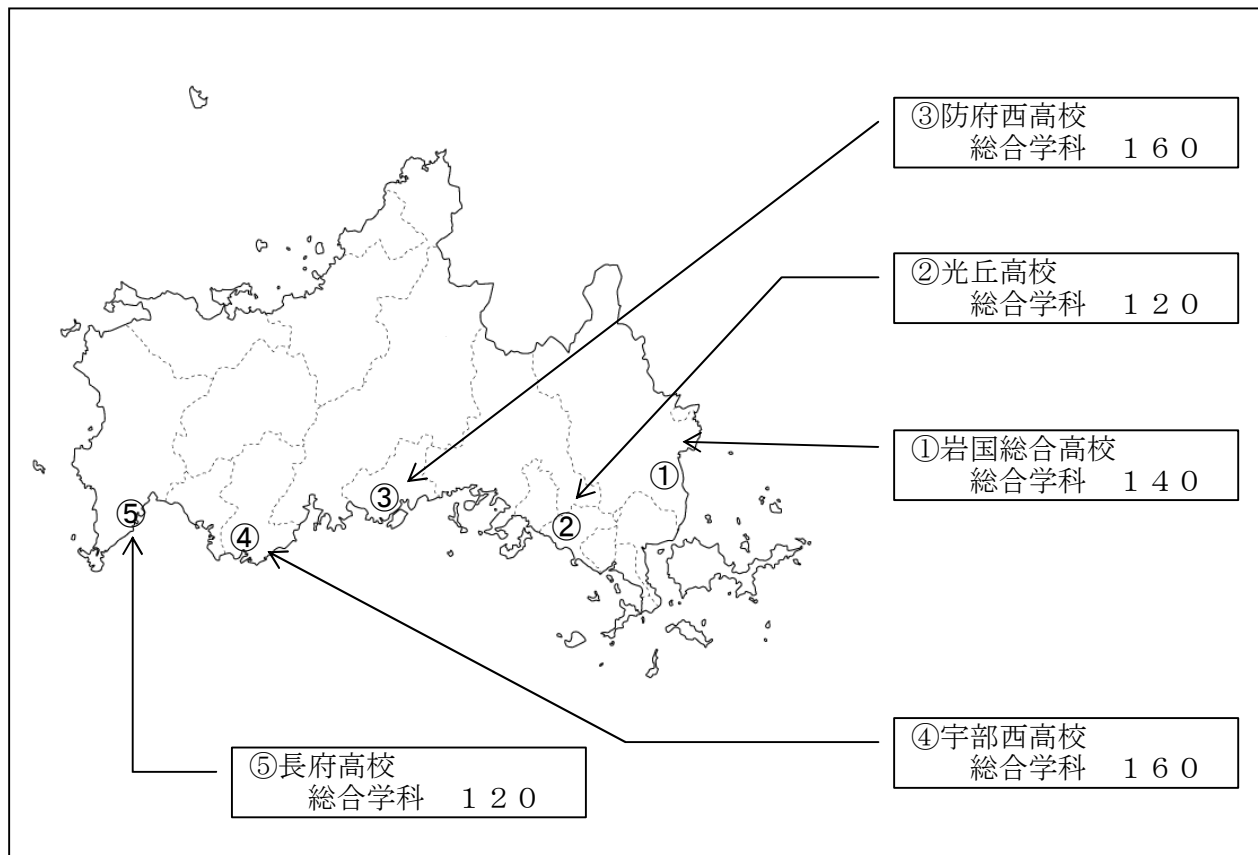 ③防府西高校
総合学科 １６０
②光丘高校
総合学科 １２０
①岩国総合高校
総合学科 １４０
④宇部西高校
総合学科 １６０
⑤長府高校
総合学科 １２０
①
②
③
④
⑤